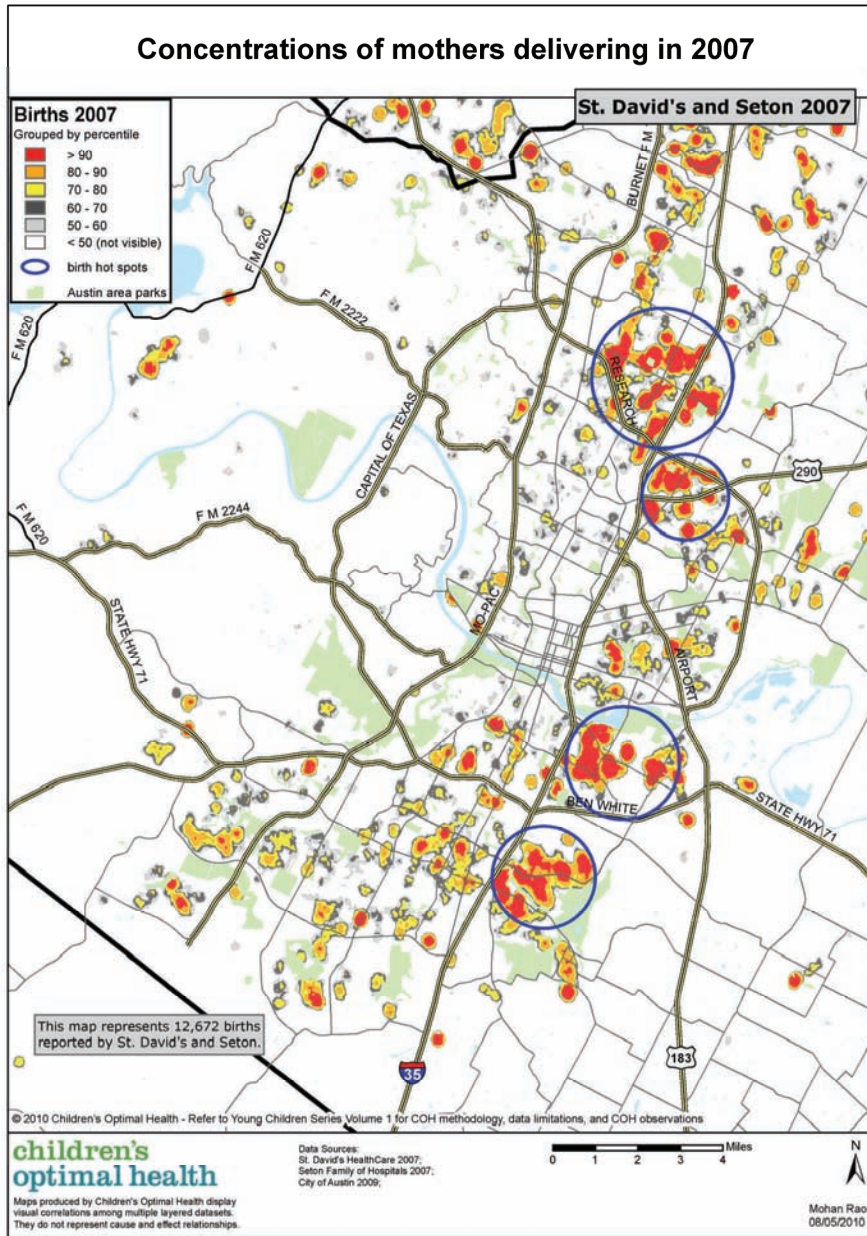 Concentrations of mothers delivering in 2007
St. David's and Seton 2007
Births 2007
Grouped by percentile
> 90
80 - 90
70 - 80
60 - 70
50 - 60
< 50 (not visible)
birth hot spots
Austin area parks
BURNET F M
F M 620
F M 620
F M 2222
RESEARCH
CAPITAL OF TEXAS
290
F M 2244
F M 620
MO-PAC
STATE HWY 71
AIRPORT
BEN WHITE
STATE HWY 71
This map represents 12,672 births
reported by St. David's and Seton.
183
35
© 2010 Children's Optimal Health - Refer to Young Children Series Volume 1 for COH methodology, data limitations, and COH observations
children's
optimal health
Maps produced by Children's Optimal Health display
visual correlations among multiple layered datasets.
They do not represent cause and effect relationships.
Data Sources:
St. David's HealthCare 2007;
Seton Family of Hospitals 2007;
City of Austin 2009;
Miles
0 1 2 3 4
N
Mohan Rao
08/05/2010